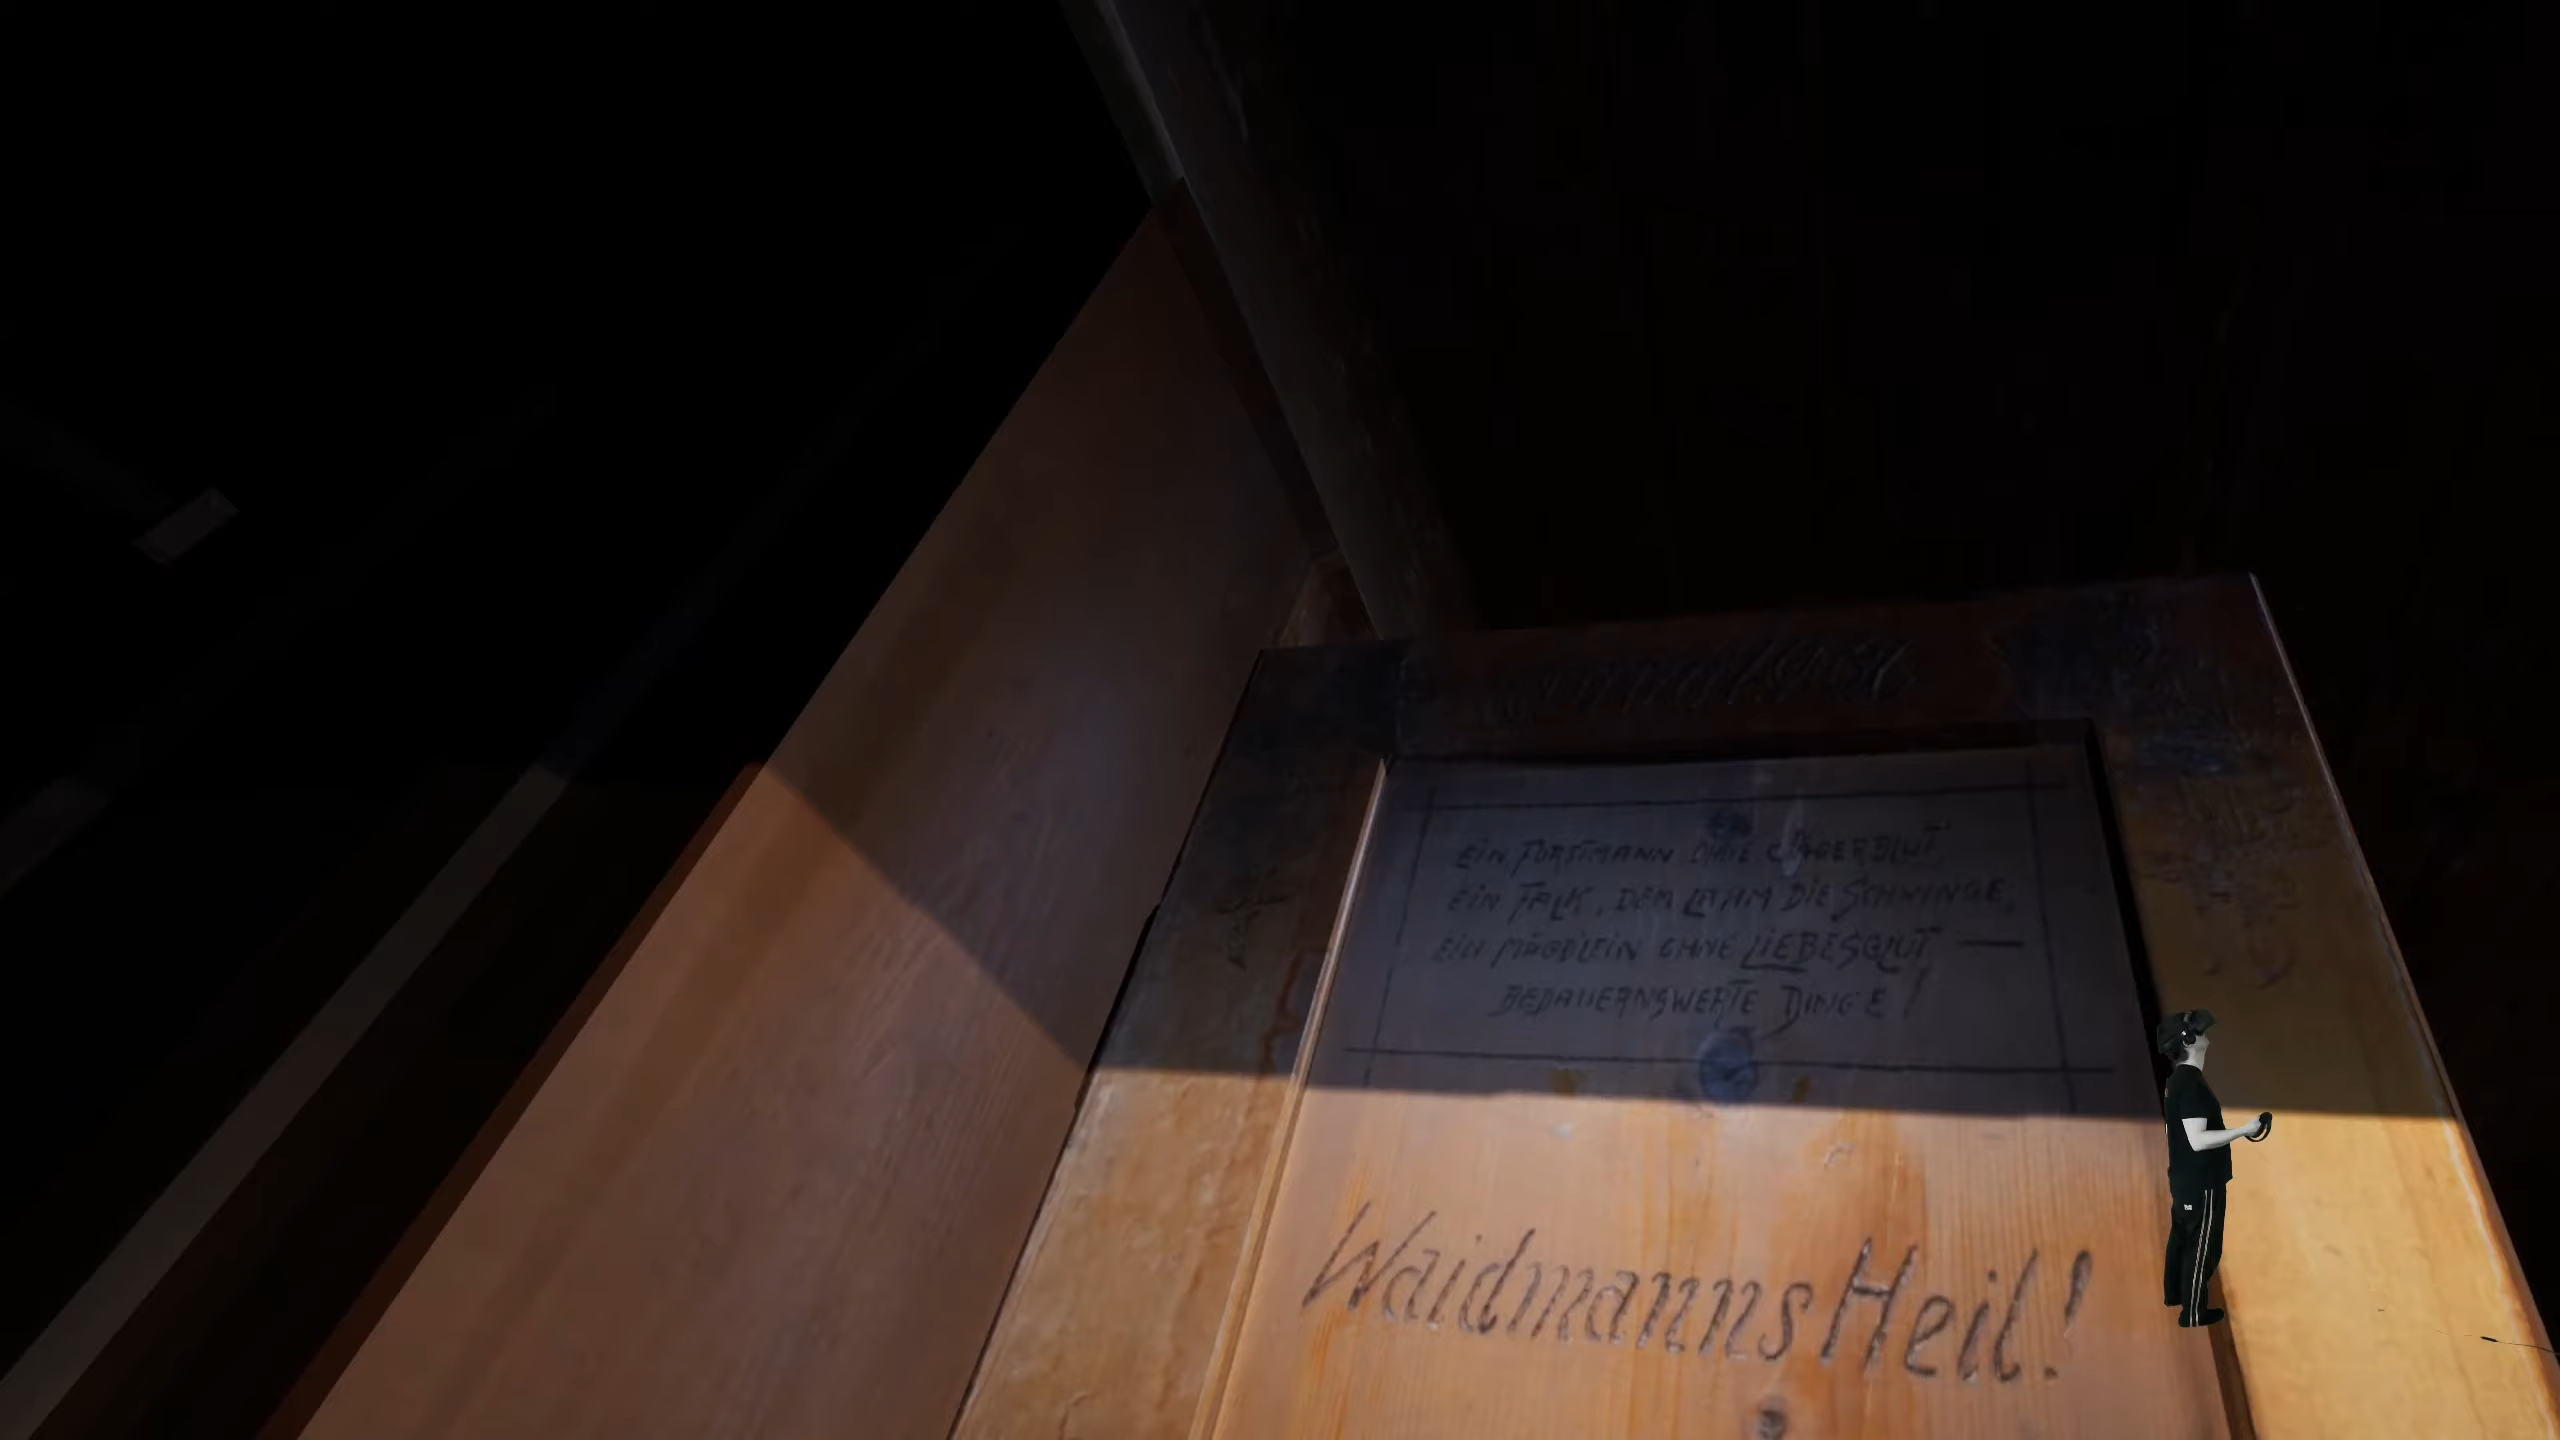 EIN FORSTMANN OHNE JÄGERBLUT,
EIN FALK, DEM LAHM DIE SCHWINGE,
EIN MÄGDLEIN OHNE LIEBESGLUT —
BEDAUERNSWERTE DINGE!
Waidmanns Heil!